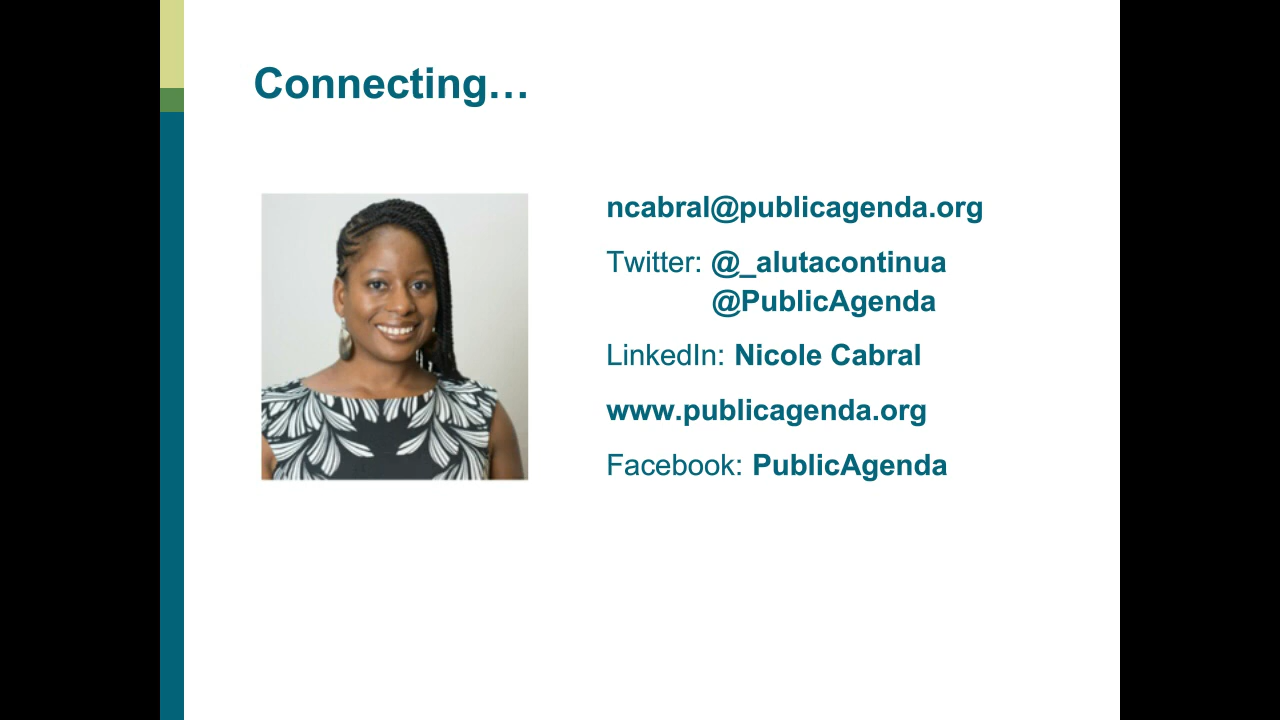 Connecting…
ncabral@publicagenda.org
Twitter: @_alutacontinua
@PublicAgenda
LinkedIn: Nicole Cabral
www.publicagenda.org
Facebook: PublicAgenda